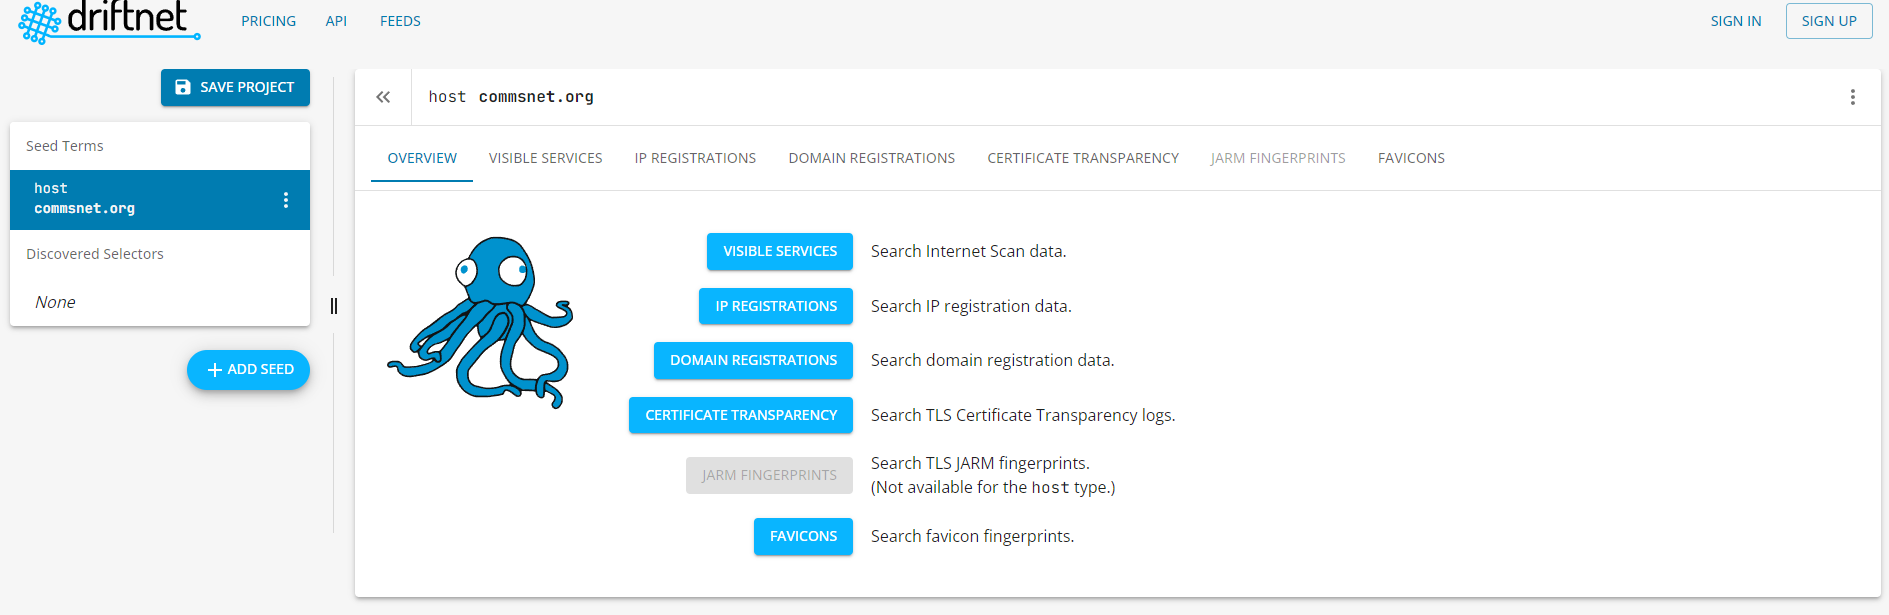 driftnet
PRICING
API
FEEDS
SIGN IN
SIGN UP
SAVE PROJECT
Seed Terms
host
commsnet.org
Discovered Selectors
None
ADD SEED
host commsnet.org
OVERVIEW
VISIBLE SERVICES
IP REGISTRATIONS
DOMAIN REGISTRATIONS
CERTIFICATE TRANSPARENCY
JARM FINGERPRINTS
FAVICONS
VISIBLE SERVICES
Search Internet Scan data.
IP REGISTRATIONS
Search IP registration data.
DOMAIN REGISTRATIONS
Search domain registration data.
CERTIFICATE TRANSPARENCY
Search TLS Certificate Transparency logs.
JARM FINGERPRINTS
Search TLS JARM fingerprints.
(Not available for the host type.)
FAVICONS
Search favicon fingerprints.